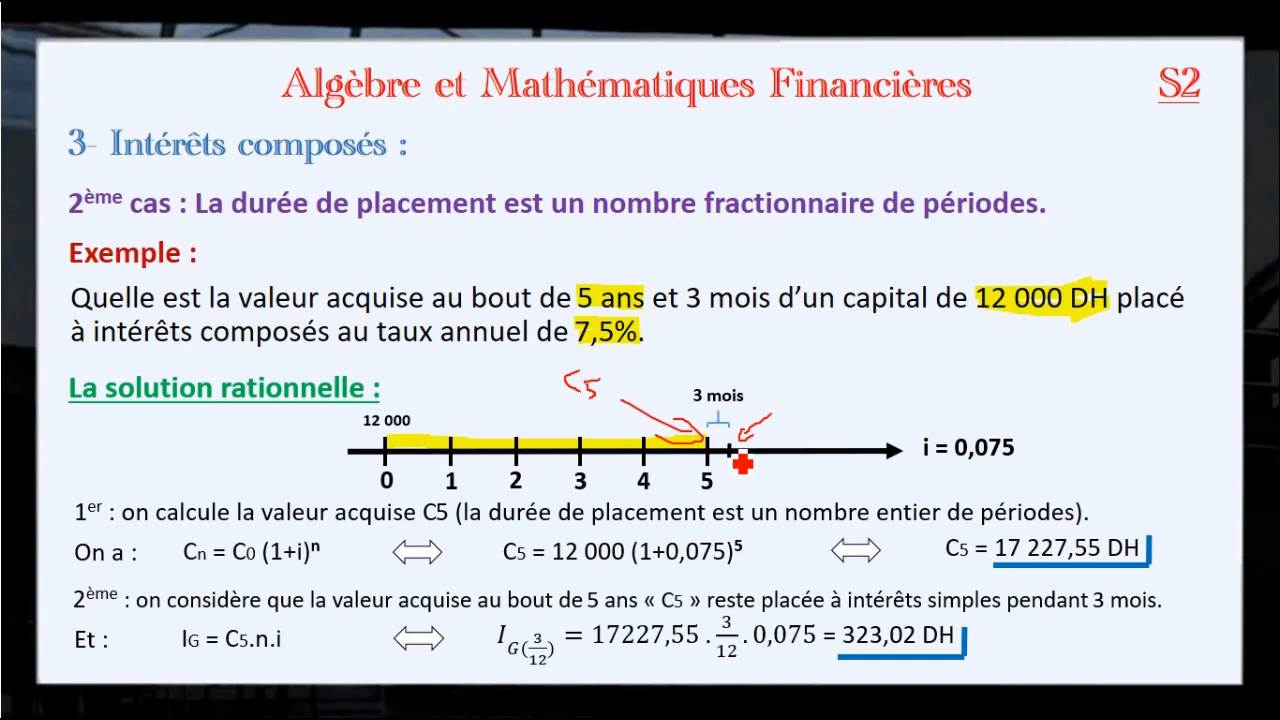 Algèbre et Mathématiques Financières S2
3- Intérêts composés :
2ème cas : La durée de placement est un nombre fractionnaire de périodes.
Exemple :
Quelle est la valeur acquise au bout de 5 ans et 3 mois d’un capital de 12 000 DH placé
à intérêts composés au taux annuel de 7,5%.
La solution rationnelle :
C5
3 mois
12 000
i = 0,075
0 1 2 3 4 5
1er : on calcule la valeur acquise C5 (la durée de placement est un nombre entier de périodes).
On a : Cn = C0 (1+i)ⁿ ⇔ C5 = 12 000 (1+0,075)⁵ ⇔ C5 = 17 227,55 DH
2ème : on considère que la valeur acquise au bout de 5 ans « C5 » reste placée à intérêts simples pendant 3 mois.
Et : IG = C5.n.i ⇔ I_G(3/12) = 17227,55 . 3/12 . 0,075 = 323,02 DH